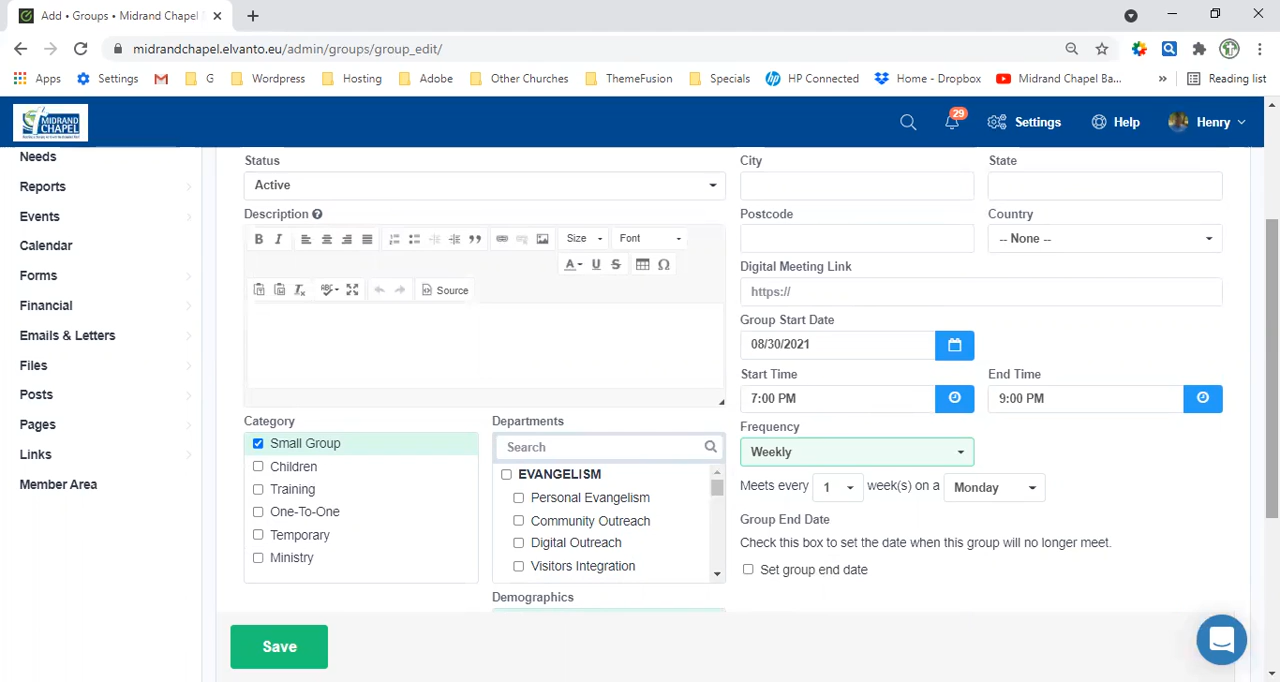 Add • Groups • Midrand Chapel
midrandchapel.elvanto.eu/admin/groups/group_edit/
Apps Settings G Wordpress Hosting Adobe Other Churches ThemeFusion Specials HP Connected Home - Dropbox Midrand Chapel Ba... » Reading list
MIDRAND CHAPEL 29 Settings Help Henry
Needs
Reports
Events
Calendar
Forms
Financial
Emails & Letters
Files
Posts
Pages
Links
Member Area
Status
Active
Description
B I Size Font
A U S Ω
ABC Source
Category
Small Group
Children
Training
One-To-One
Temporary
Ministry
Departments
Search
EVANGELISM
Personal Evangelism
Community Outreach
Digital Outreach
Visitors Integration
Demographics
City State
Postcode Country
-- None --
Digital Meeting Link
https://
Group Start Date
08/30/2021
Start Time End Time
7:00 PM 9:00 PM
Frequency
Weekly
Meets every 1 week(s) on a Monday
Group End Date
Check this box to set the date when this group will no longer meet.
Set group end date
Save